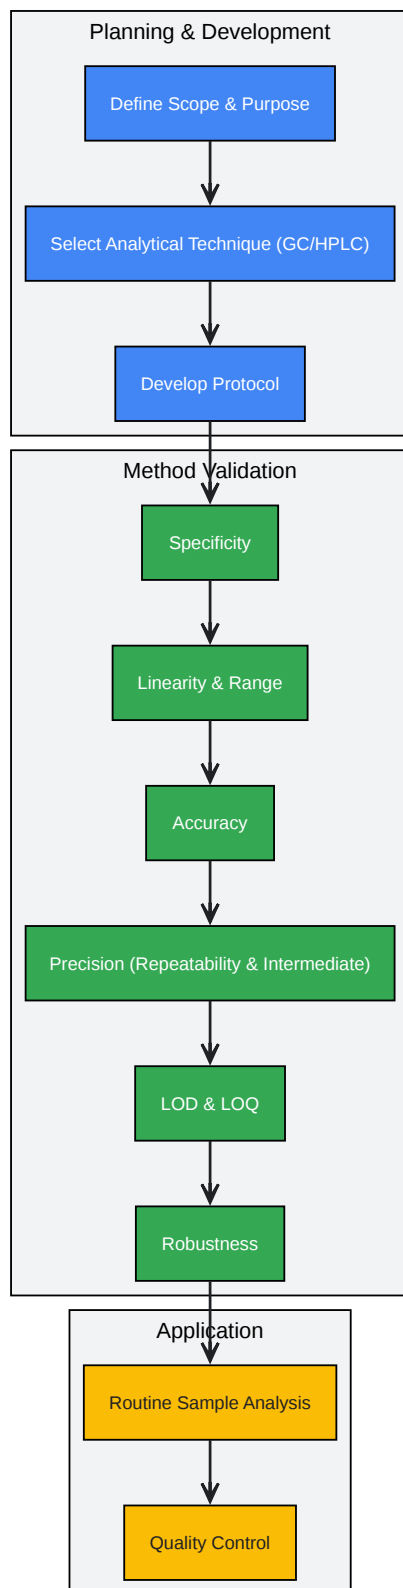 Planning & Development
Define Scope & Purpose
Select Analytical Technique (GC/HPLC)
Develop Protocol
Method Validation
Specificity
Linearity & Range
Accuracy
Precision (Repeatability & Intermediate)
LOD & LOQ
Robustness
Application
Routine Sample Analysis
Quality Control